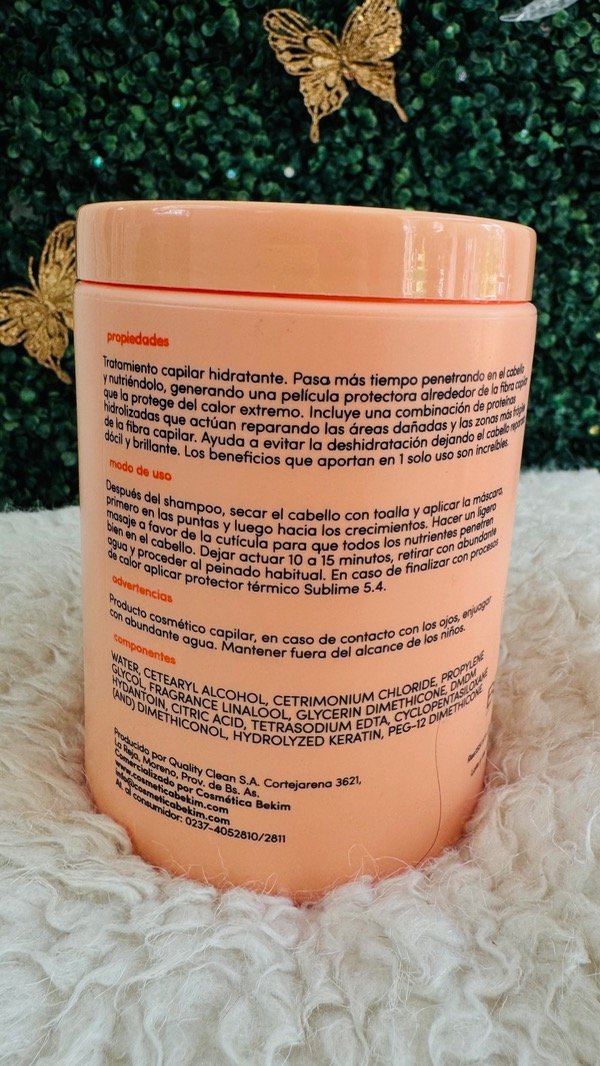 propiedades
Tratamiento capilar hidratante. Pasa más tiempo penetrando en el cabello
y nutriéndolo, generando una película protectora alrededor de la fibra capilar
que la protege del calor extremo. Incluye una combinación de proteínas
hidrolizadas que actúan reparando las áreas dañadas y las zonas más
de la fibra capilar. Ayuda a evitar la deshidratación dejando el cabello
dócil y brillante. Los beneficios que aportan en 1 solo uso son increíbles.
modo de uso
Después del shampoo, secar el cabello con toalla y aplicar la máscara,
primero en las puntas y luego hacia los crecimientos. Hacer un ligero
masaje a favor de la cutícula para que todos los nutrientes penetren
bien en el cabello. Dejar actuar 10 a 15 minutos, retirar con abundante
agua y proceder al peinado habitual. En caso de finalizar con procesos
de calor aplicar protector térmico Sublime 5.4.
advertencias
Producto cosmético capilar, en caso de contacto con los ojos, enjuagar
con abundante agua. Mantener fuera del alcance de los niños.
componentes
WATER, CETEARYL ALCOHOL, CETRIMONIUM CHLORIDE, PROPYLENE
GLYCOL, FRAGRANCE LINALOOL, GLYCERIN DIMETHICONE, DMDM
HYDANTOIN, CITRIC ACID, TETRASODIUM EDTA, CYCLOPENTASILOXANE
(AND) DIMETHICONOL, HYDROLYZED KERATIN, PEG-12 DIMETHICONE.
Producido por Quality Clean S.A. Cortejarena 3621,
La Reja, Moreno, Prov. de Bs. As.
Comercializado por Cosmética Bekim
www.cosmeticabekim.com
info@cosmeticabekim.com
At. al consumidor: 0237-4052810/2811